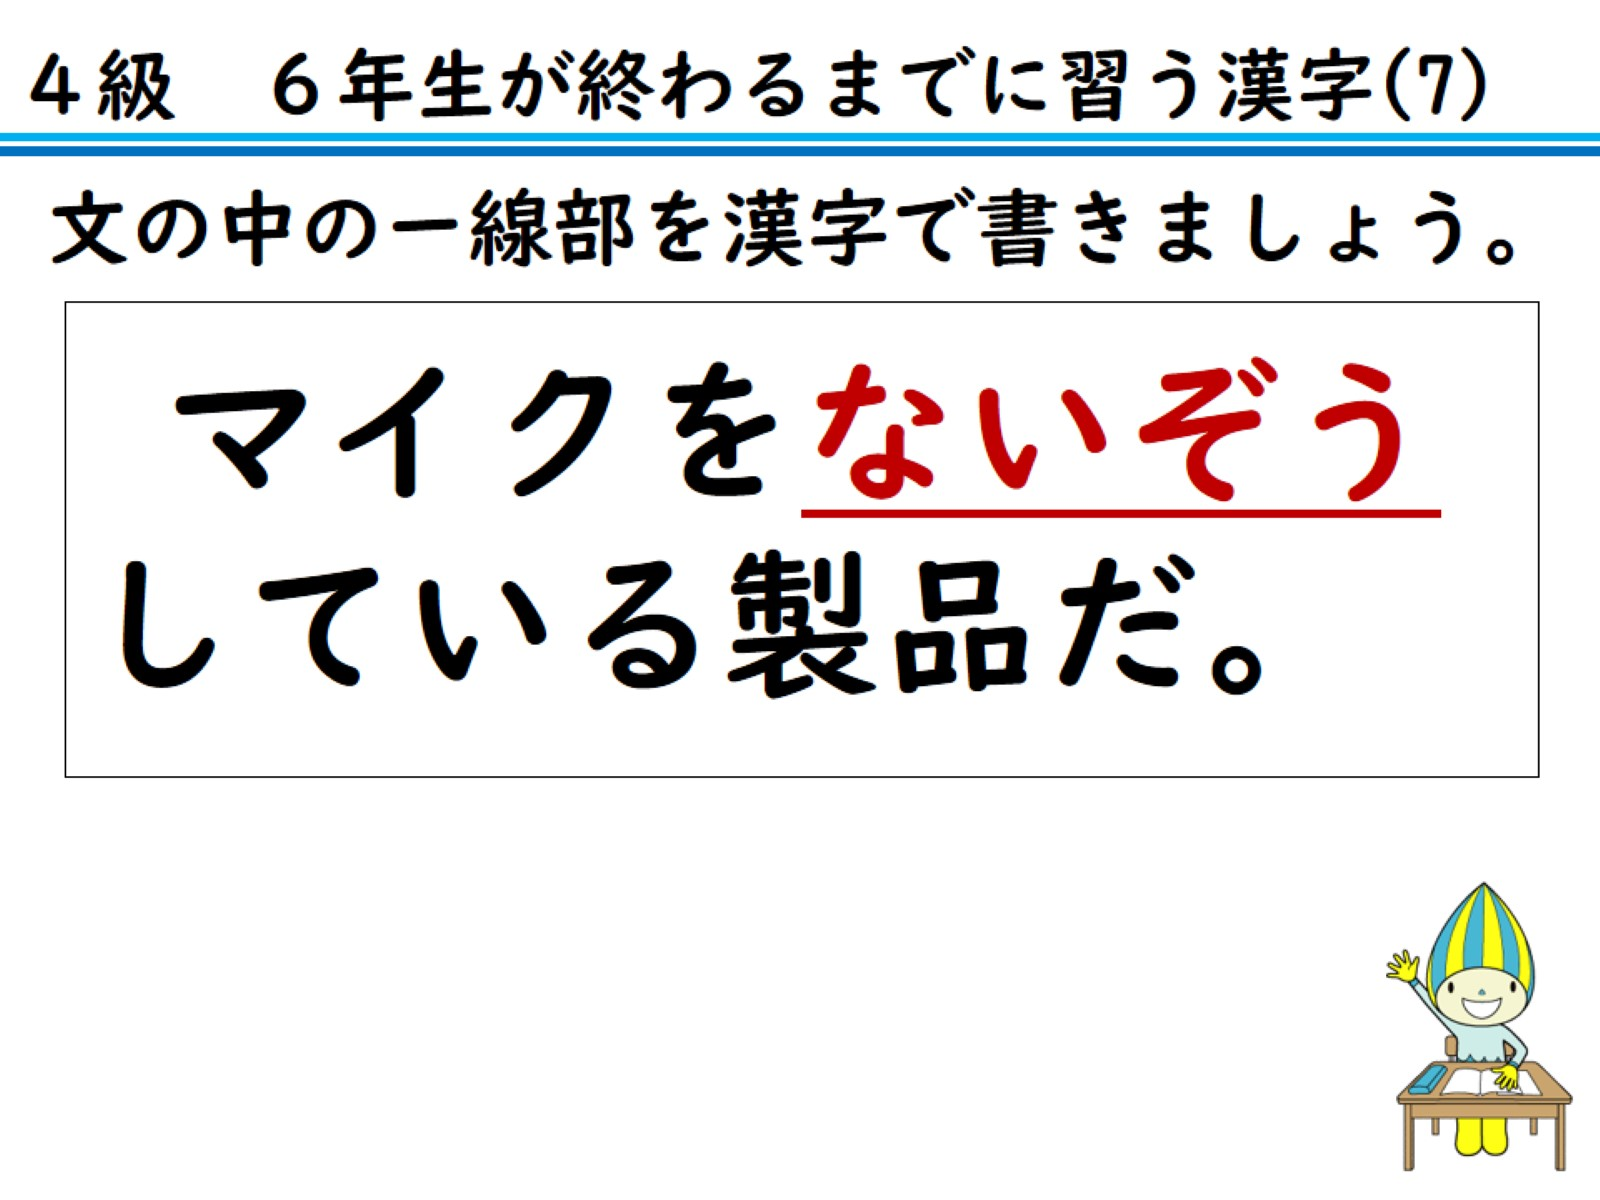 ４級　６年生が終わるまでに習う漢字(7)
文の中の―線部を漢字で書きましょう。
マイクをないぞう
している製品だ。